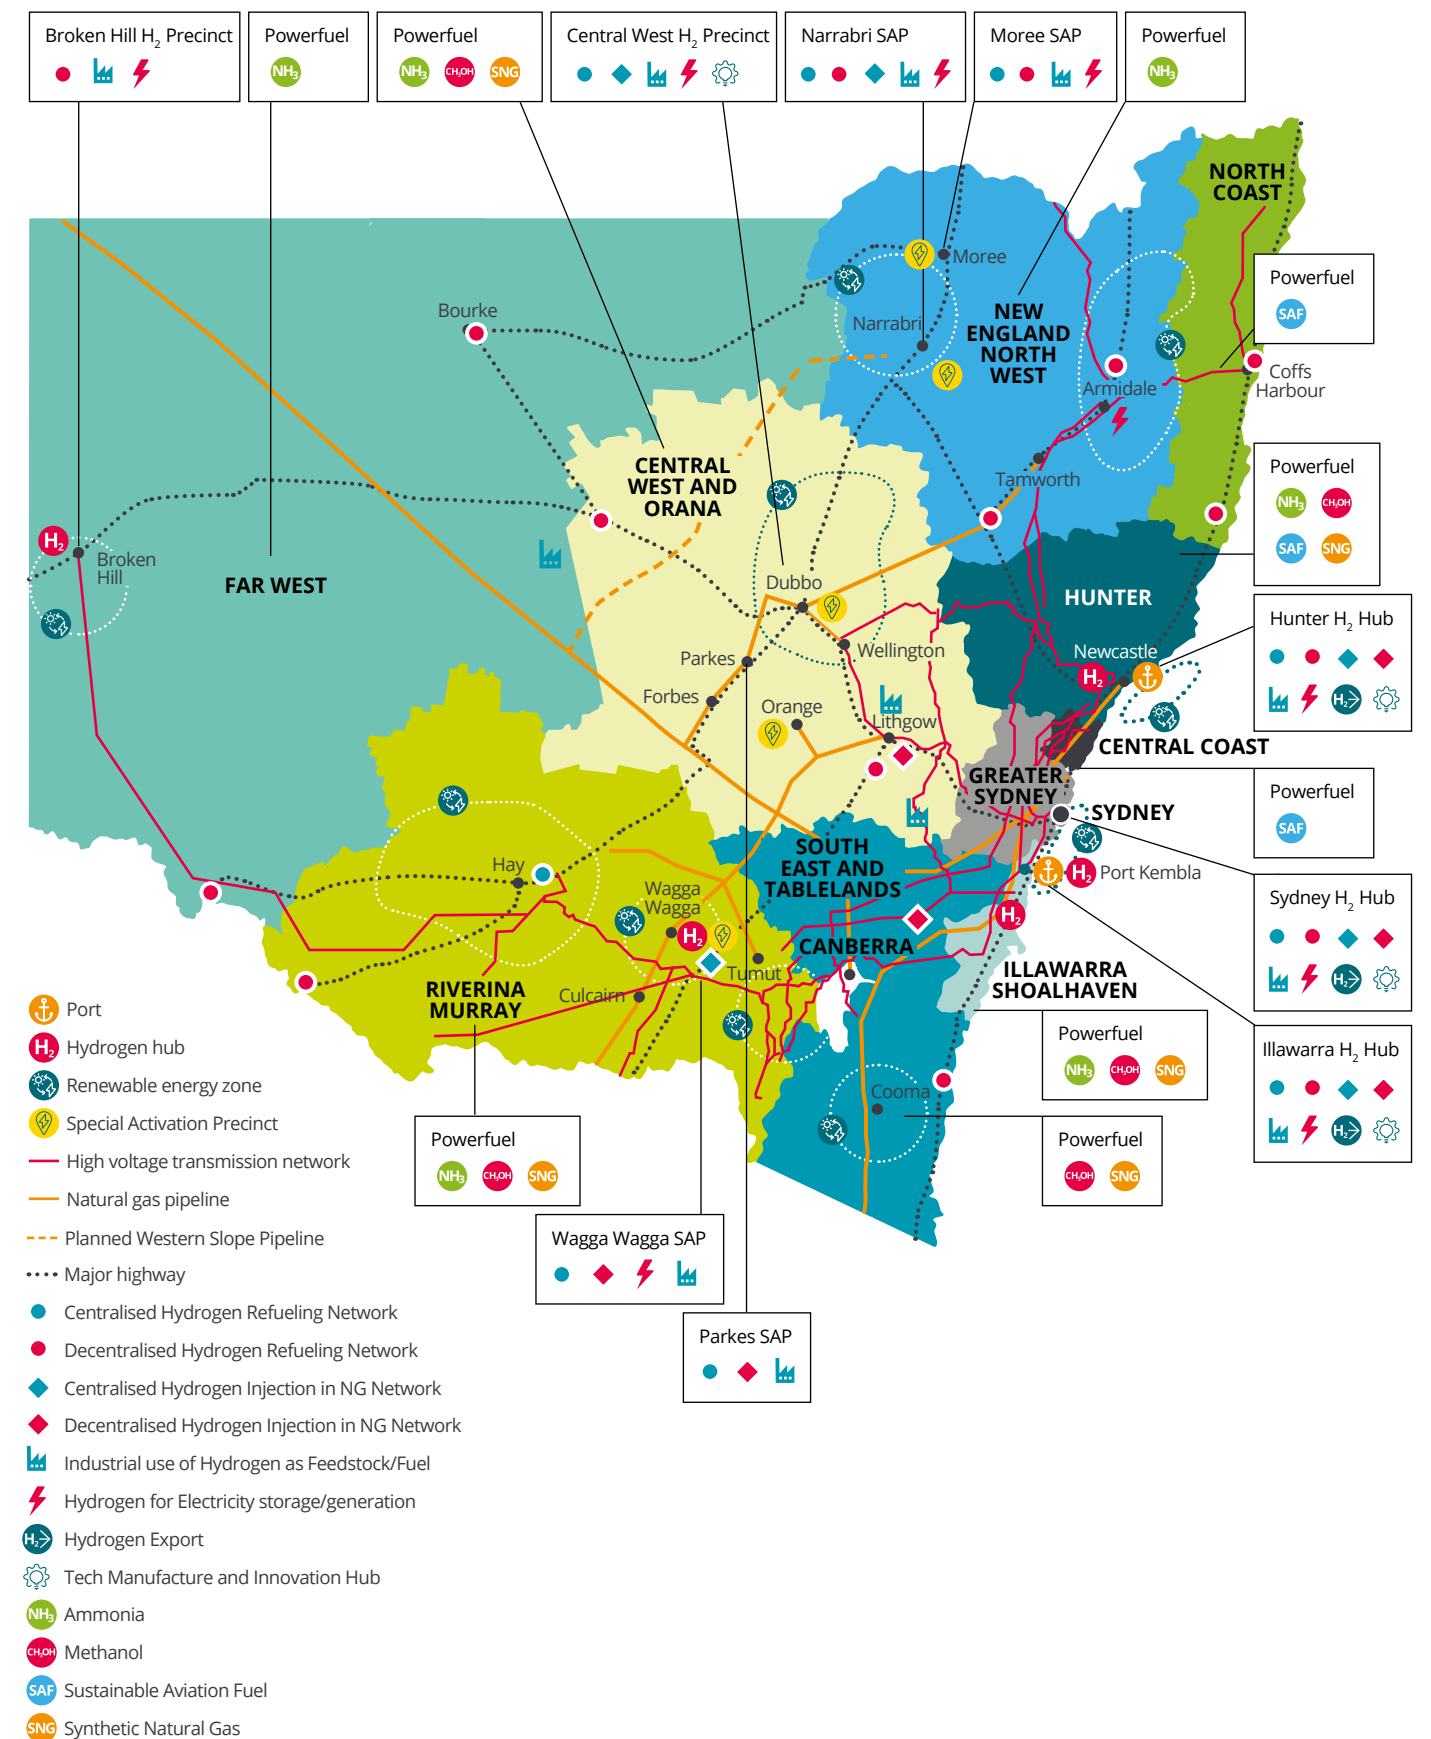 Broken Hill H2 Precinct
Powerfuel
NH3
Powerfuel
NH3 CH3OH SNG
Central West H2 Precinct
Narrabri SAP
Moree SAP
Powerfuel
NH3
NORTH
COAST
Moree
Bourke
Narrabri
NEW
ENGLAND
NORTH
WEST
Powerfuel
SAF
Coffs
Harbour
Armidale
CENTRAL
WEST AND
ORANA
Tamworth
Powerfuel
NH3 CH3OH
SAF SNG
H2
Broken
Hill
FAR WEST
Dubbo
HUNTER
Hunter H2 Hub
H2
Wellington
Newcastle
H2
Parkes
Forbes
Orange
Lithgow
CENTRAL COAST
GREATER
SYDNEY
Powerfuel
SAF
SYDNEY
SOUTH
EAST AND
TABLELANDS
Hay
H2
Port Kembla
Wagga
Wagga
H2
H2
Sydney H2 Hub
H2
CANBERRA
Tumut
Culcairn
RIVERINA
MURRAY
ILLAWARRA
SHOALHAVEN
Powerfuel
NH3 CH3OH SNG
Illawarra H2 Hub
H2
Cooma
Powerfuel
CH3OH SNG
Powerfuel
NH3 CH3OH SNG
Wagga Wagga SAP
Parkes SAP
Port
H2 Hydrogen hub
Renewable energy zone
Special Activation Precinct
High voltage transmission network
Natural gas pipeline
Planned Western Slope Pipeline
Major highway
Centralised Hydrogen Refueling Network
Decentralised Hydrogen Refueling Network
Centralised Hydrogen Injection in NG Network
Decentralised Hydrogen Injection in NG Network
Industrial use of Hydrogen as Feedstock/Fuel
Hydrogen for Electricity storage/generation
H2 Hydrogen Export
Tech Manufacture and Innovation Hub
NH3 Ammonia
CH3OH Methanol
SAF Sustainable Aviation Fuel
SNG Synthetic Natural Gas